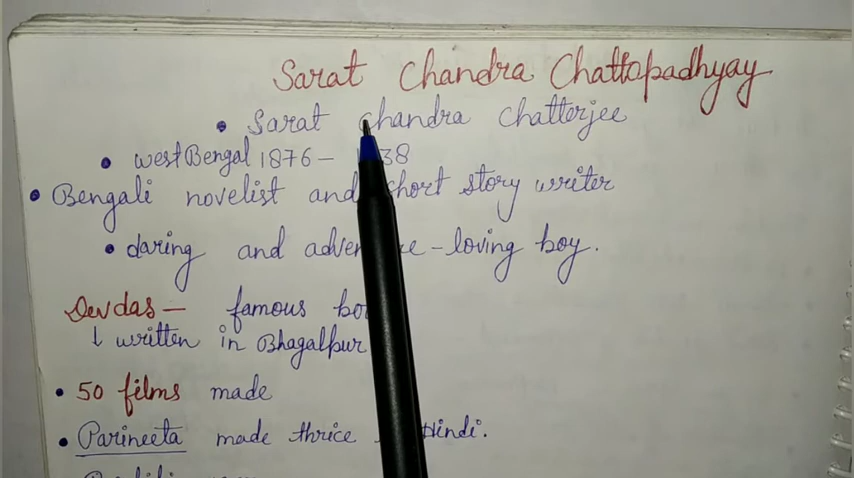 Sarat Chandra Chattopadhyay
• Sarat Chandra Chatterjee
• West Bengal 1876 – 38
• Bengali novelist and short story writer
• daring and - loving boy.
Devdas – famous
↓ written in Bhagalpur
• 50 films made
• Parineeta made thrice Hindi.